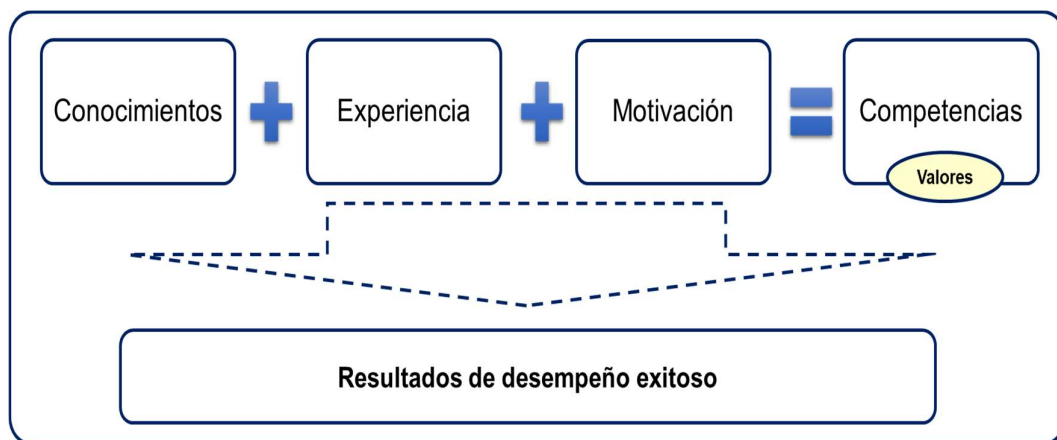 Conocimientos
Experiencia
Motivación
Competencias
Valores
Resultados de desempeño exitoso